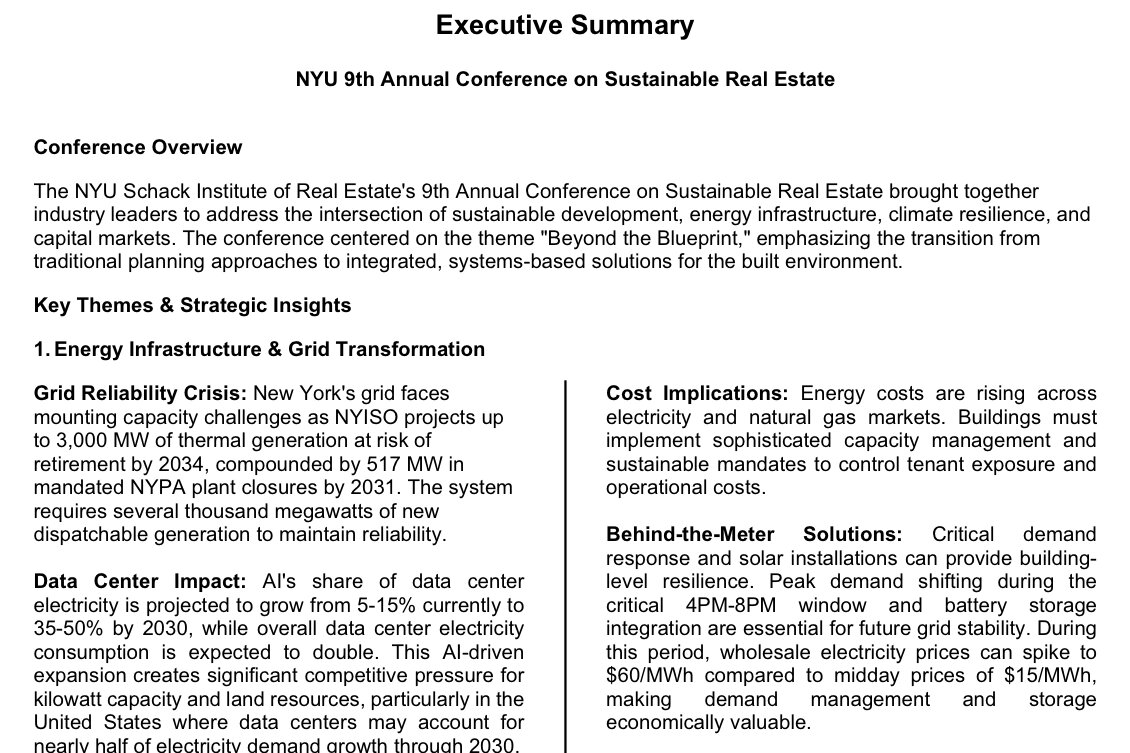 Executive Summary
NYU 9th Annual Conference on Sustainable Real Estate
Conference Overview
The NYU Schack Institute of Real Estate's 9th Annual Conference on Sustainable Real Estate brought together
industry leaders to address the intersection of sustainable development, energy infrastructure, climate resilience, and
capital markets. The conference centered on the theme "Beyond the Blueprint," emphasizing the transition from
traditional planning approaches to integrated, systems-based solutions for the built environment.
Key Themes & Strategic Insights
1. Energy Infrastructure & Grid Transformation
Grid Reliability Crisis: New York's grid faces
mounting capacity challenges as NYISO projects up
to 3,000 MW of thermal generation at risk of
retirement by 2034, compounded by 517 MW in
mandated NYPA plant closures by 2031. The system
requires several thousand megawatts of new
dispatchable generation to maintain reliability.
Data Center Impact: AI's share of data center
electricity is projected to grow from 5-15% currently to
35-50% by 2030, while overall data center electricity
consumption is expected to double. This AI-driven
expansion creates significant competitive pressure for
kilowatt capacity and land resources, particularly in the
United States where data centers may account for
nearly half of electricity demand growth through 2030.
Cost Implications: Energy costs are rising across
electricity and natural gas markets. Buildings must
implement sophisticated capacity management and
sustainable mandates to control tenant exposure and
operational costs.
Behind-the-Meter Solutions: Critical demand
response and solar installations can provide building-
level resilience. Peak demand shifting during the
critical 4PM-8PM window and battery storage
integration are essential for future grid stability. During
this period, wholesale electricity prices can spike to
$60/MWh compared to midday prices of $15/MWh,
making demand management and storage
economically valuable.